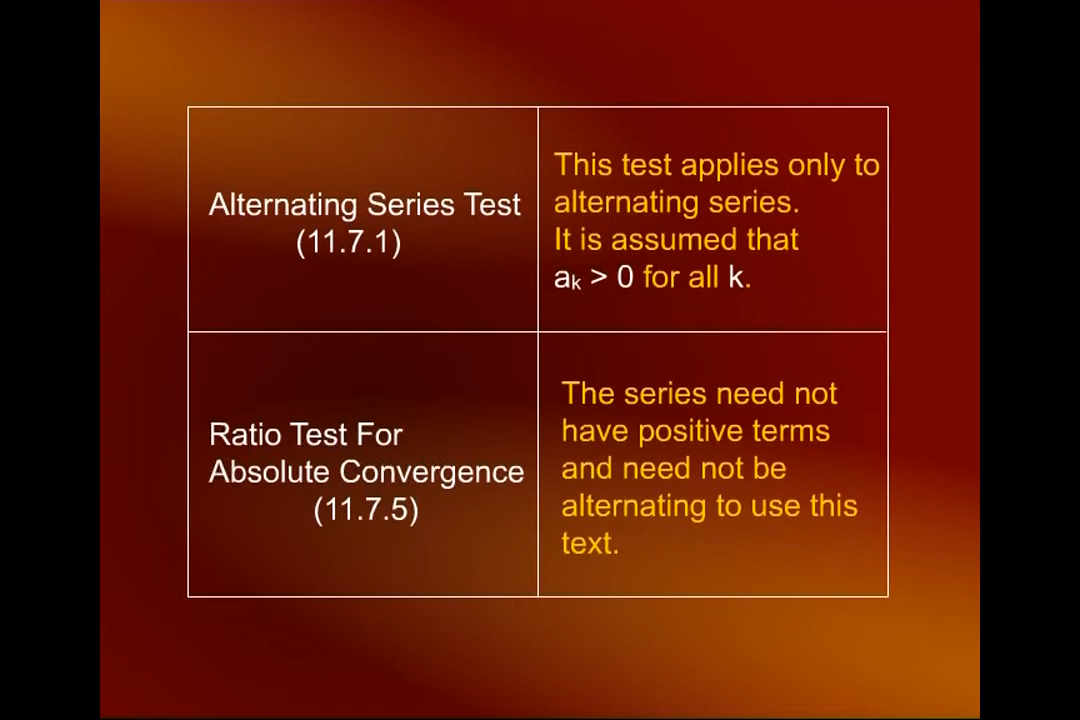 Alternating Series Test
(11.7.1)
This test applies only to
alternating series.
It is assumed that
aₖ > 0 for all k.
Ratio Test For
Absolute Convergence
(11.7.5)
The series need not
have positive terms
and need not be
alternating to use this
text.